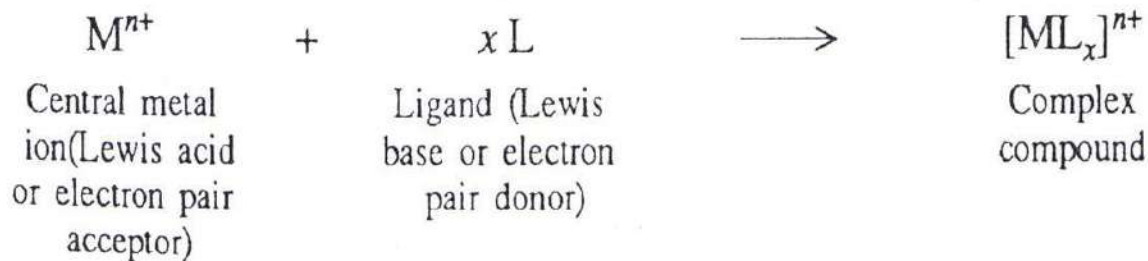 Mⁿ⁺ + x L ⟶ [MLₓ]ⁿ⁺
Central metal Ligand (Lewis Complex
ion(Lewis acid base or electron compound
or electron pair pair donor)
acceptor)